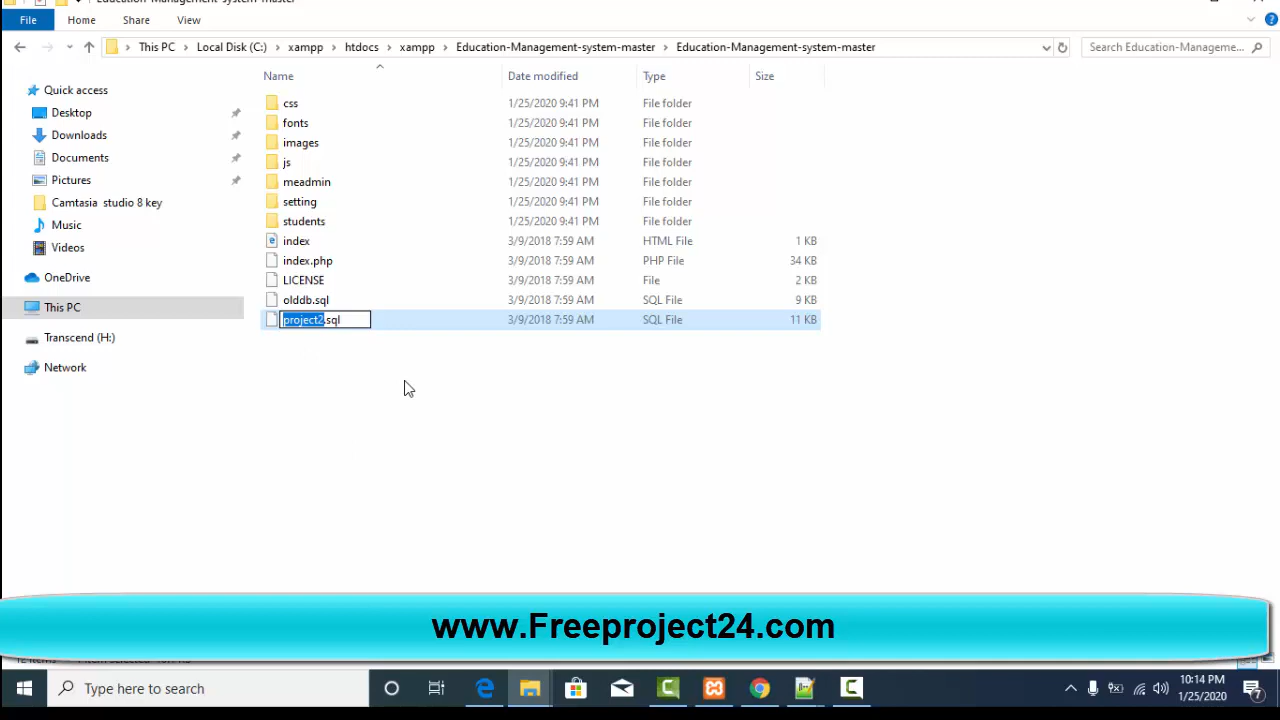 Education-Management-system-master
File Home Share View
This PC Local Disk (C:) xampp htdocs xampp Education-Management-system-master Education-Management-system-master Search Education-Manageme...
Name Date modified Type Size
Quick access
Desktop
Downloads
Documents
Pictures
Camtasia studio 8 key
Music
Videos
OneDrive
This PC
Transcend (H:)
Network
css 1/25/2020 9:41 PM File folder
fonts 1/25/2020 9:41 PM File folder
images 1/25/2020 9:41 PM File folder
js 1/25/2020 9:41 PM File folder
meadmin 1/25/2020 9:41 PM File folder
setting 1/25/2020 9:41 PM File folder
students 1/25/2020 9:41 PM File folder
index 3/9/2018 7:59 AM HTML File 1 KB
index.php 3/9/2018 7:59 AM PHP File 34 KB
LICENSE 3/9/2018 7:59 AM File 2 KB
olddb.sql 3/9/2018 7:59 AM SQL File 9 KB
project2.sql 3/9/2018 7:59 AM SQL File 11 KB
www.Freeproject24.com
Type here to search
10:14 PM
1/25/2020
7